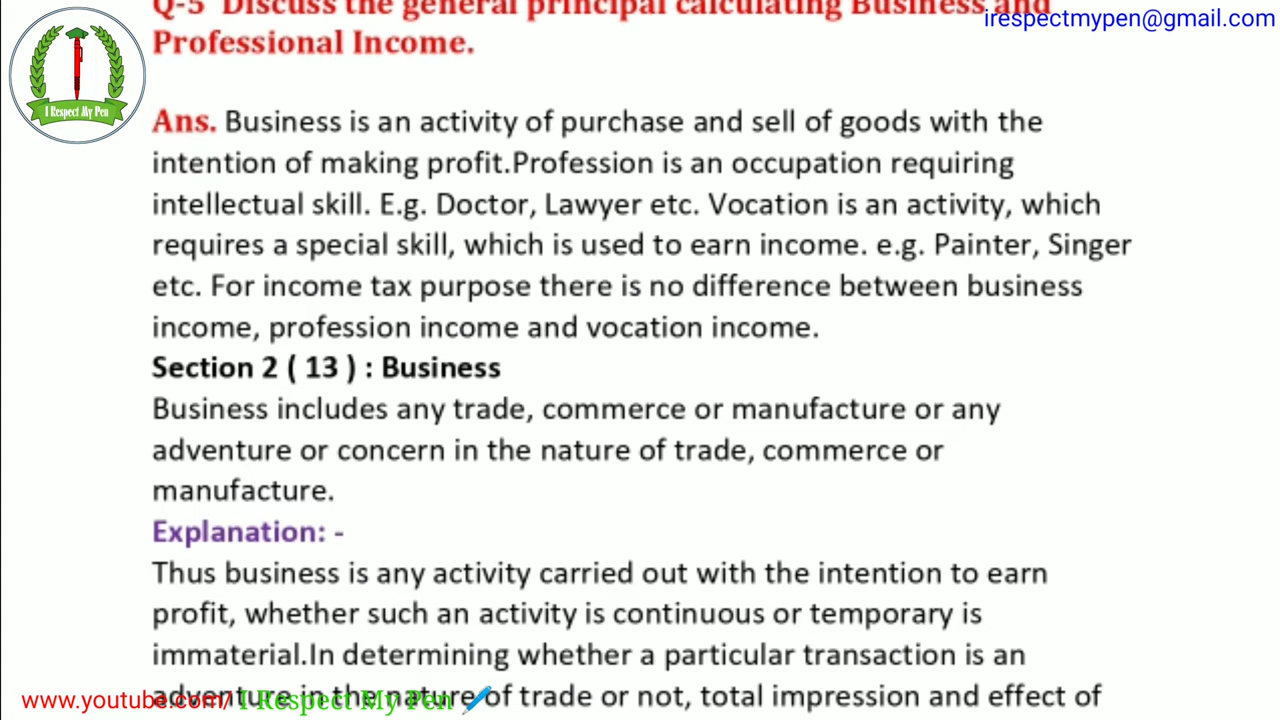 Q-5 Discuss the general principal calculating Business and
irespectmypen@gmail.com
Professional Income.
I Respect My Pen
Ans. Business is an activity of purchase and sell of goods with the
intention of making profit.Profession is an occupation requiring
intellectual skill. E.g. Doctor, Lawyer etc. Vocation is an activity, which
requires a special skill, which is used to earn income. e.g. Painter, Singer
etc. For income tax purpose there is no difference between business
income, profession income and vocation income.
Section 2 ( 13 ) : Business
Business includes any trade, commerce or manufacture or any
adventure or concern in the nature of trade, commerce or
manufacture.
Explanation: -
Thus business is any activity carried out with the intention to earn
profit, whether such an activity is continuous or temporary is
immaterial.In determining whether a particular transaction is an
adventure in the nature of trade or not, total impression and effect of
www.youtube.com/ I Respect My Pen